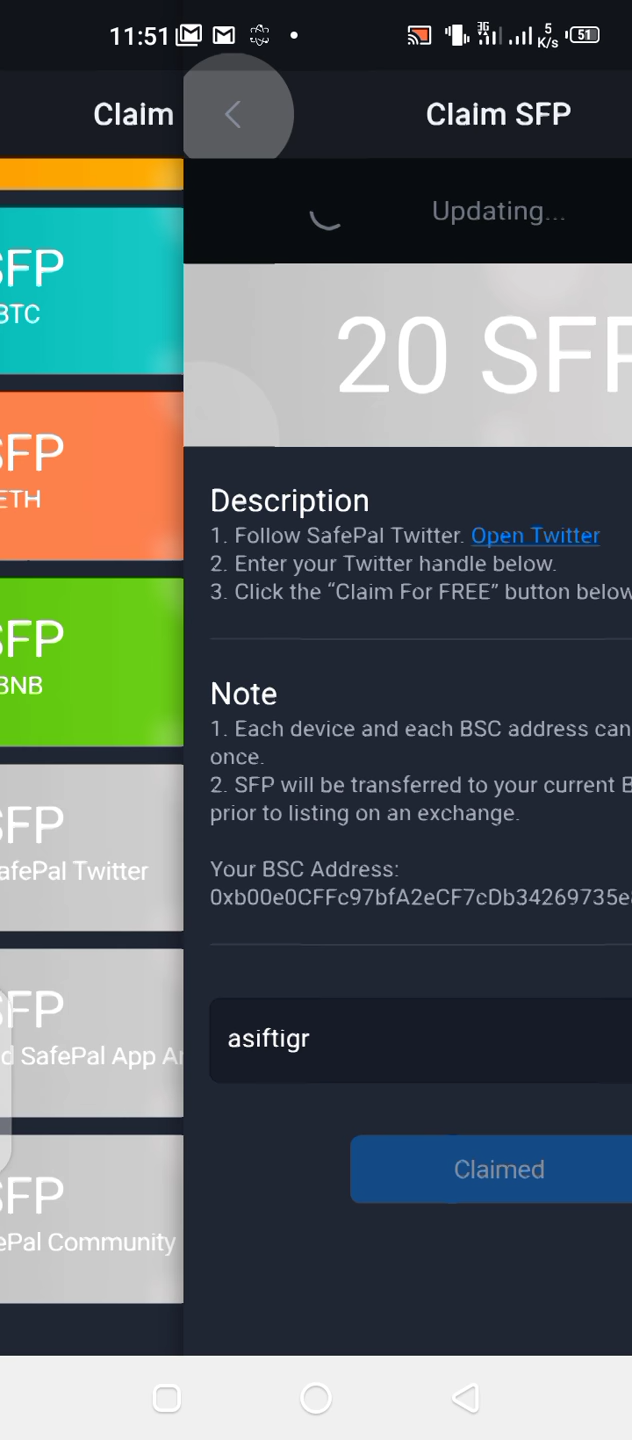 11:51
3G
5
K/s
51
Claim
SFP
BTC
SFP
ETH
SFP
BNB
SFP
afePal Twitter
SFP
d SafePal App
SFP
ePal Community
Claim SFP
Updating...
20 SFP
Description
1. Follow SafePal Twitter. Open Twitter
2. Enter your Twitter handle below.
3. Click the “Claim For FREE” button below
Note
1. Each device and each BSC address can
once.
2. SFP will be transferred to your current B
prior to listing on an exchange.
Your BSC Address:
0xb00e0CFFc97bfA2eCF7cDb34269735e
asiftigr
Claimed